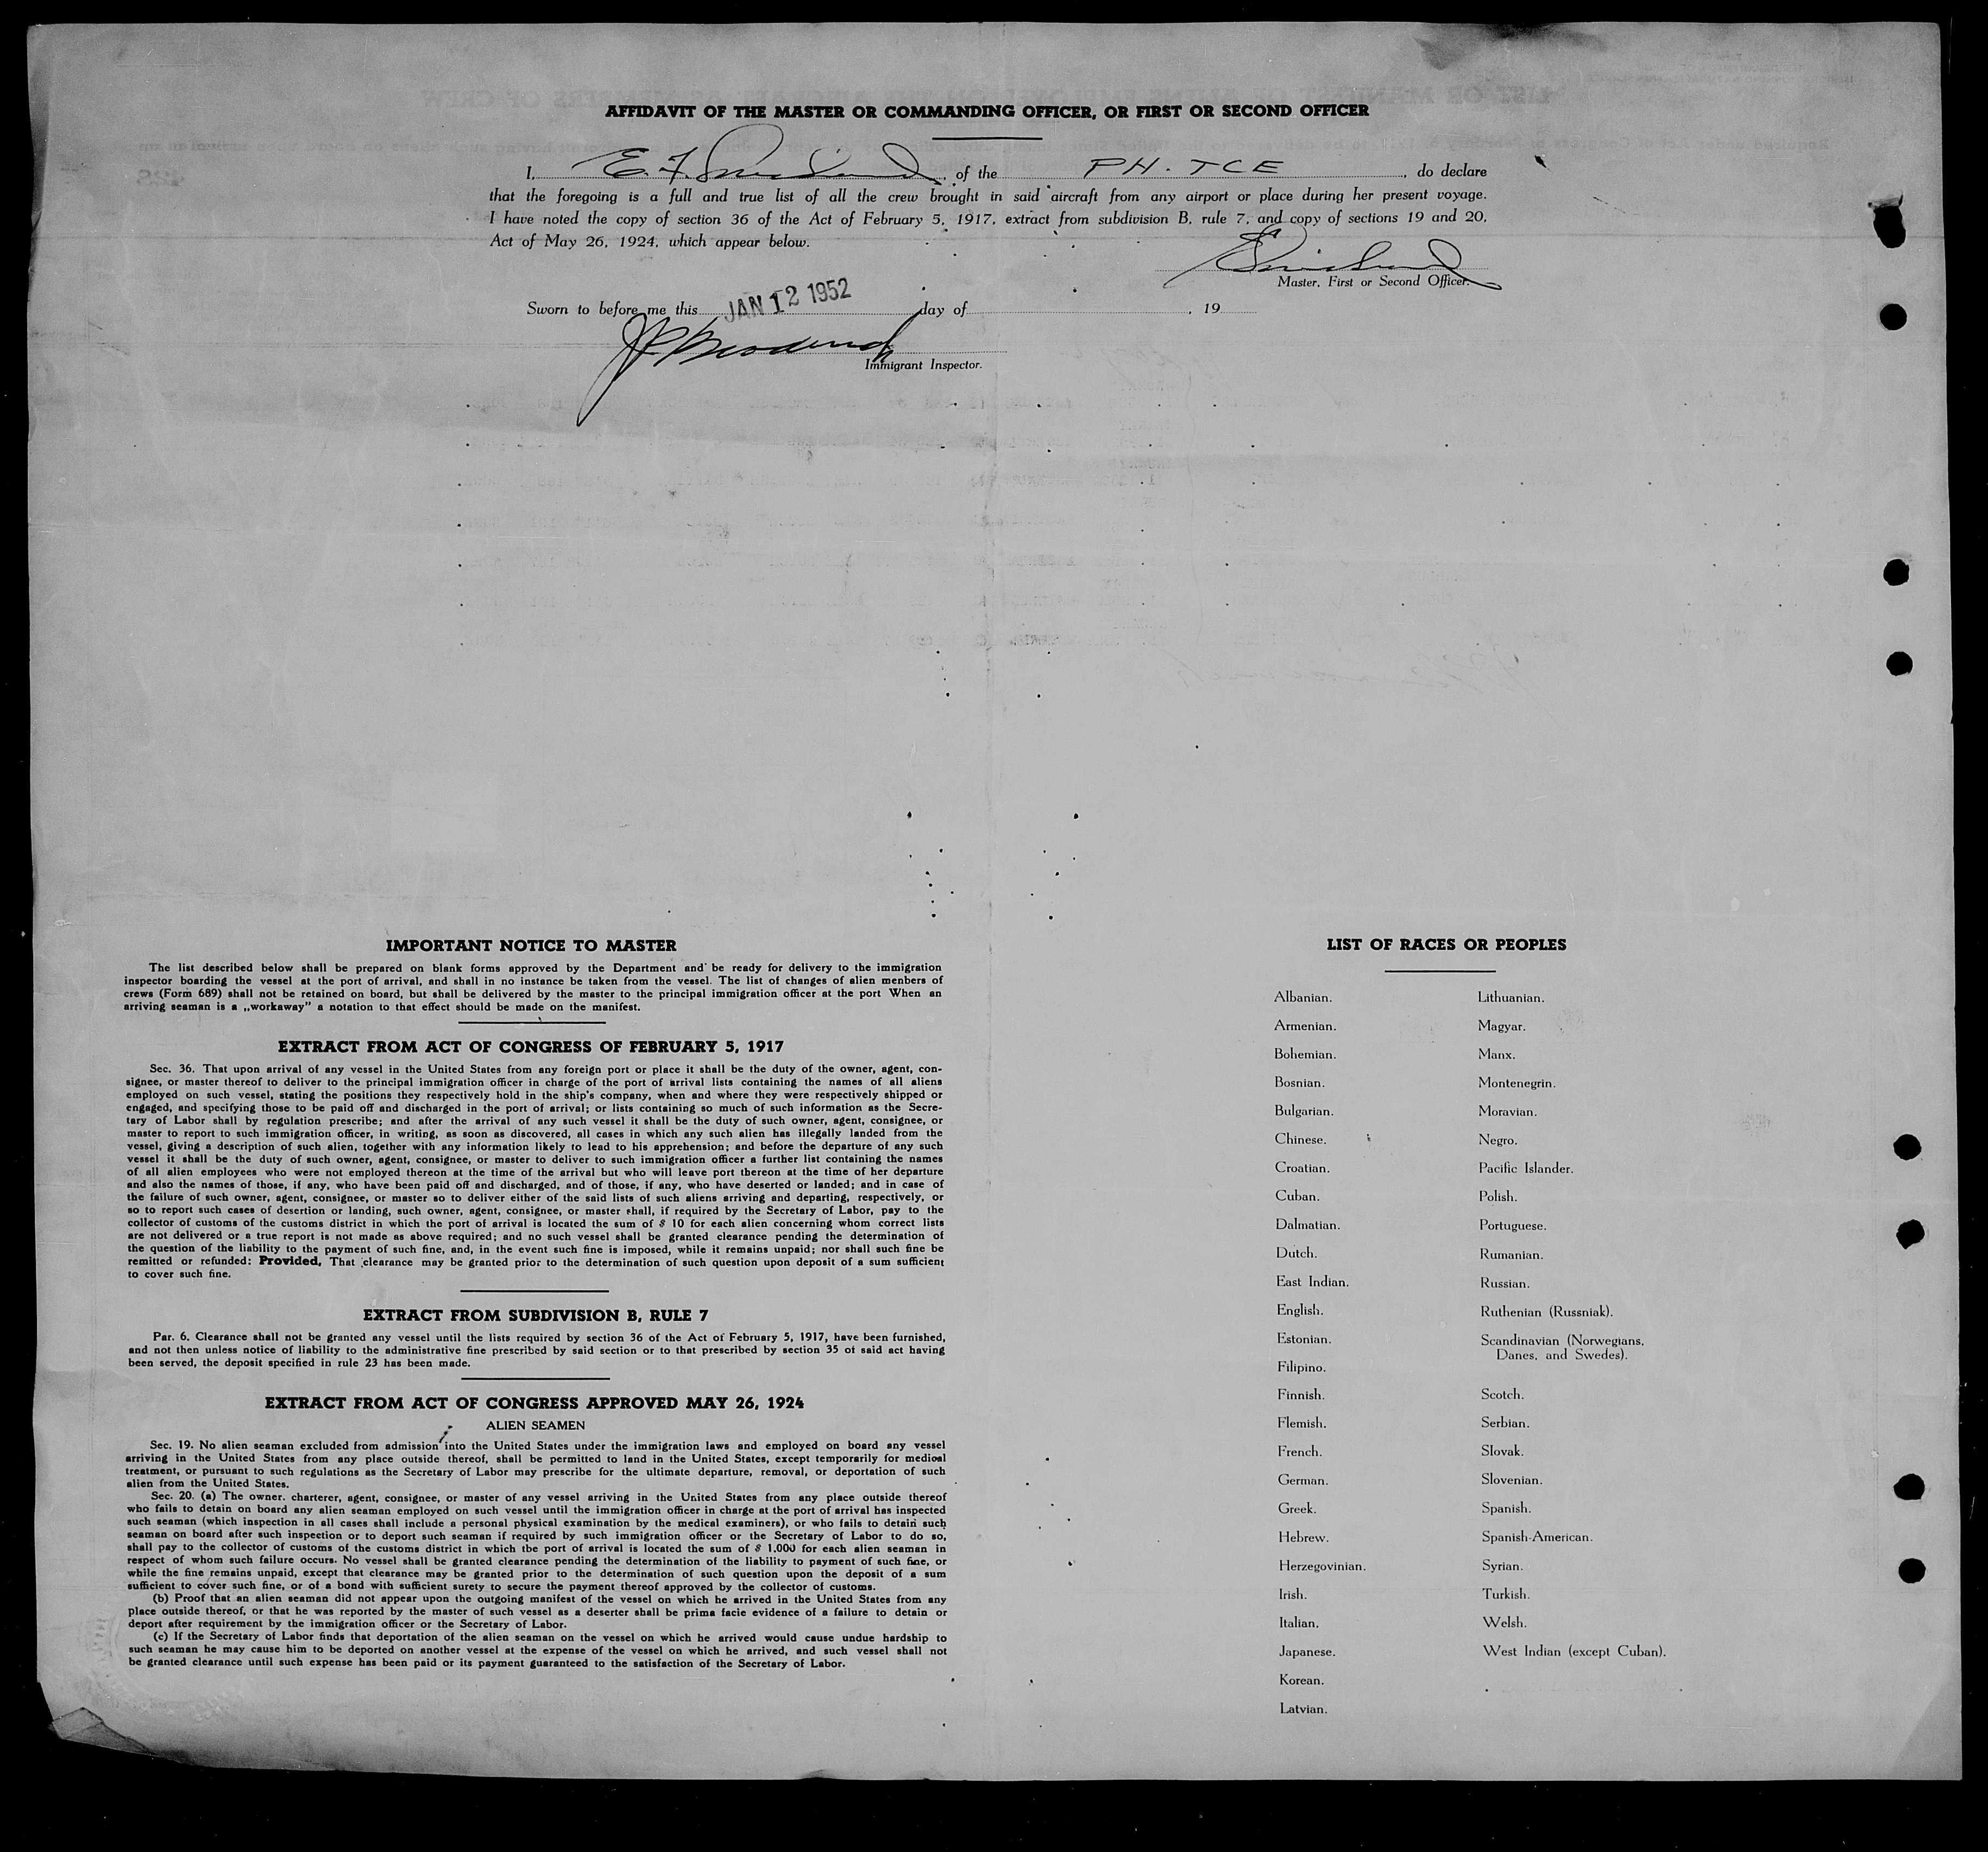 AFFIDAVIT OF THE MASTER OR COMMANDING OFFICER, OR FIRST OR SECOND OFFICER
I, E. F. , of the PH. TCE , do declare
that the foregoing is a full and true list of all the crew brought in said aircraft from any airport or place during her present voyage.
I have noted the copy of section 36 of the Act of February 5, 1917, extract from subdivision B, rule 7, and copy of sections 19 and 20,
Act of May 26, 1924, which appear below.
Master, First or Second Officer.
Sworn to before me this JAN 12 1952 day of , 19
Immigrant Inspector.
IMPORTANT NOTICE TO MASTER
The list described below shall be prepared on blank forms approved by the Department and be ready for delivery to the immigration
inspector boarding the vessel at the port of arrival, and shall in no instance be taken from the vessel. The list of changes of alien menbers of
crews (Form 689) shall not be retained on board, but shall be delivered by the master to the principal immigration officer at the port When an
arriving seaman is a „workaway" a notation to that effect should be made on the manifest.
EXTRACT FROM ACT OF CONGRESS OF FEBRUARY 5, 1917
Sec. 36. That upon arrival of any vessel in the United States from any foreign port or place it shall be the duty of the owner, agent, con-
signee, or master thereof to deliver to the principal immigration officer in charge of the port of arrival lists containing the names of all aliens
employed on such vessel, stating the positions they respectively hold in the ship's company, when and where they were respectively shipped or
engaged, and specifying those to be paid off and discharged in the port of arrival; or lists containing so much of such information as the Secre-
tary of Labor shall by regulation prescribe; and after the arrival of any such vessel it shall be the duty of such owner, agent, consignee, or
master to report to such immigration officer, in writing, as soon as discovered, all cases in which any such alien has illegally landed from the
vessel, giving a description of such alien, together with any information likely to lead to his apprehension; and before the departure of any such
vessel it shall be the duty of such owner, agent, consignee, or master to deliver to such immigration officer a further list containing the names
of all alien employees who were not employed thereon at the time of the arrival but who will leave port thereon at the time of her departure
and also the names of those, if any, who have been paid off and discharged, and of those, if any, who have deserted or landed; and in case of
the failure of such owner, agent, consignee, or master so to deliver either of the said lists of such aliens arriving and departing, respectively, or
so to report such cases of desertion or landing, such owner, agent, consignee, or master shall, if required by the Secretary of Labor, pay to the
collector of customs of the customs district in which the port of arrival is located the sum of $ 10 for each alien concerning whom correct lists
are not delivered or a true report is not made as above required; and no such vessel shall be granted clearance pending the determination of
the question of the liability to the payment of such fine, and, in the event such fine is imposed, while it remains unpaid; nor shall such fine be
remitted or refunded: Provided, That clearance may be granted prior to the determination of such question upon deposit of a sum sufficient
to cover such fine.
EXTRACT FROM SUBDIVISION B, RULE 7
Par. 6. Clearance shall not be granted any vessel until the lists required by section 36 of the Act of February 5, 1917, have been furnished,
and not then unless notice of liability to the administrative fine prescribed by said section or to that prescribed by section 35 of said act having
been served, the deposit specified in rule 23 has been made.
EXTRACT FROM ACT OF CONGRESS APPROVED MAY 26, 1924
ALIEN SEAMEN
Sec. 19. No alien seaman excluded from admission into the United States under the immigration laws and employed on board any vessel
arriving in the United States from any place outside thereof, shall be permitted to land in the United States, except temporarily for medical
treatment, or pursuant to such regulations as the Secretary of Labor may prescribe for the ultimate departure, removal, or deportation of such
alien from the United States.
Sec. 20. (a) The owner. charterer, agent, consignee, or master of any vessel arriving in the United States from any place outside thereof
who fails to detain on board any alien seaman employed on such vessel until the immigration officer in charge at the port of arrival has inspected
such seaman (which inspection in all cases shall include a personal physical examination by the medical examiners), or who fails to detain such
seaman on board after such inspection or to deport such seaman if required by such immigration officer or the Secretary of Labor to do so,
shall pay to the collector of customs of the customs district in which the port of arrival is located the sum of $ 1.000 for each alien seaman in
respect of whom such failure occurs. No vessel shall be granted clearance pending the determination of the liability to payment of such fine, or
while the fine remains unpaid, except that clearance may be granted prior to the determination of such question upon the deposit of a sum
sufficient to cover such fine, or of a bond with sufficient surety to secure the payment thereof approved by the collector of customs.
(b) Proof that an alien seaman did not appear upon the outgoing manifest of the vessel on which he arrived in the United States from any
place outside thereof, or that he was reported by the master of such vessel as a deserter shall be prima facie evidence of a failure to detain or
deport after requirement by the immigration officer or the Secretary of Labor.
(c) If the Secretary of Labor finds that deportation of the alien seaman on the vessel on which he arrived would cause undue hardship to
such seaman he may cause him to be deported on another vessel at the expense of the vessel on which he arrived, and such vessel shall not
be granted clearance until such expense has been paid or its payment guaranteed to the satisfaction of the Secretary of Labor.
LIST OF RACES OR PEOPLES
Albanian.
Armenian.
Bohemian.
Bosnian.
Bulgarian.
Chinese.
Croatian.
Cuban.
Dalmatian.
Dutch.
East Indian.
English.
Estonian.
Filipino.
Finnish.
Flemish.
French.
German.
Greek.
Hebrew.
Herzegovinian.
Irish.
Italian.
Japanese.
Korean.
Latvian.
Lithuanian.
Magyar.
Manx.
Montenegrin.
Moravian.
Negro.
Pacific Islander.
Polish.
Portuguese.
Rumanian.
Russian.
Ruthenian (Russniak).
Scandinavian (Norwegians,
Danes, and Swedes).
Scotch.
Serbian.
Slovak.
Slovenian.
Spanish.
Spanish-American.
Syrian.
Turkish.
Welsh.
West Indian (except Cuban).